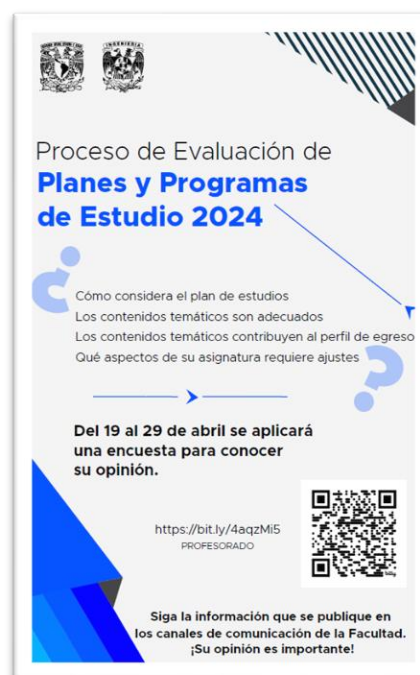 Proceso de Evaluación de
Planes y Programas
de Estudio 2024
¿
Cómo considera el plan de estudios
Los contenidos temáticos son adecuados
Los contenidos temáticos contribuyen al perfil de egreso
Qué aspectos de su asignatura requiere ajustes
?
Del 19 al 29 de abril se aplicará
una encuesta para conocer
su opinión.
https://bit.ly/4aqzMi5
PROFESORADO
Siga la información que se publique en
los canales de comunicación de la Facultad.
¡Su opinión es importante!